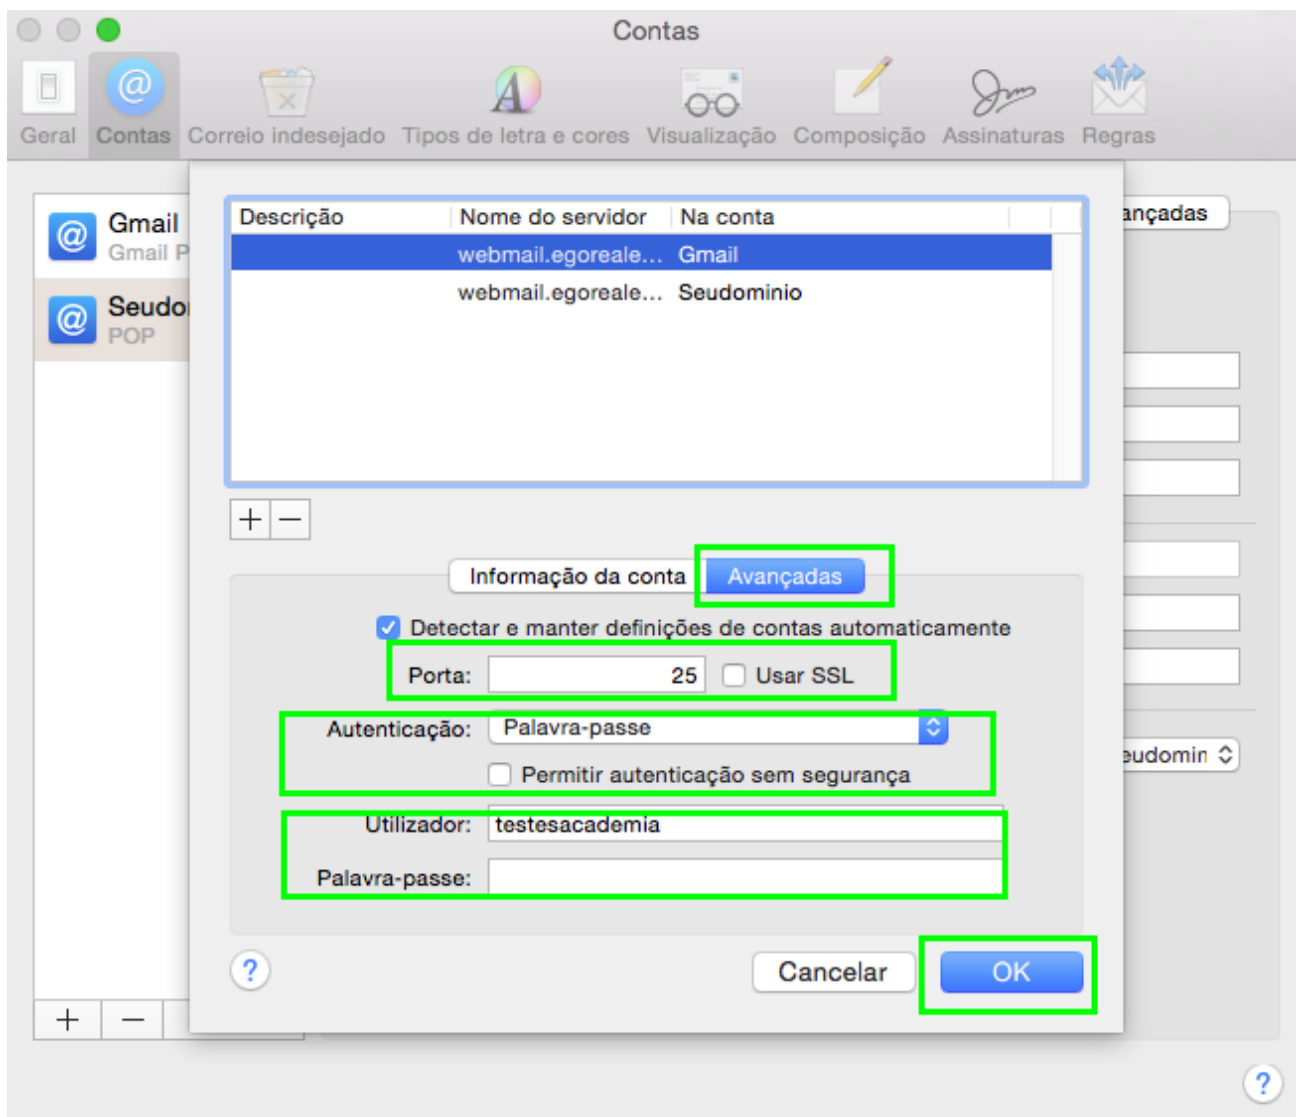 Contas
Geral Contas Correio indesejado Tipos de letra e cores Visualização Composição Assinaturas Regras
Gmail
Gmail P
Seudo
POP
Descrição Nome do servidor Na conta
webmail.egoreale... Gmail
webmail.egoreale... Seudominio
ançadas
+ −
Informação da conta Avançadas
Detectar e manter definições de contas automaticamente
Porta: 25 Usar SSL
Autenticação: Palavra-passe
Permitir autenticação sem segurança
eudomin
Utilizador: testesacademia
Palavra-passe:
? Cancelar OK
+ −
?